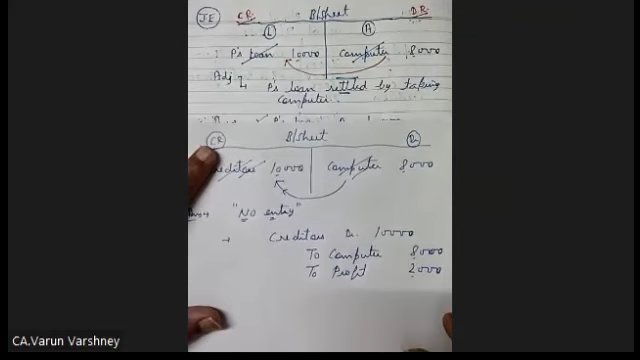 J.E CR. B/Sheet DR.
L A
P's Loan 10000 Computer 8000
Adj → P's loan settled by taking
Computer.
CR B/Sheet Dr
Creditors 10000 Computer 8000
"No entry"
→ Creditors Dr. 10000
To Computer 8000
To Profit 2000
CA.Varun Varshney